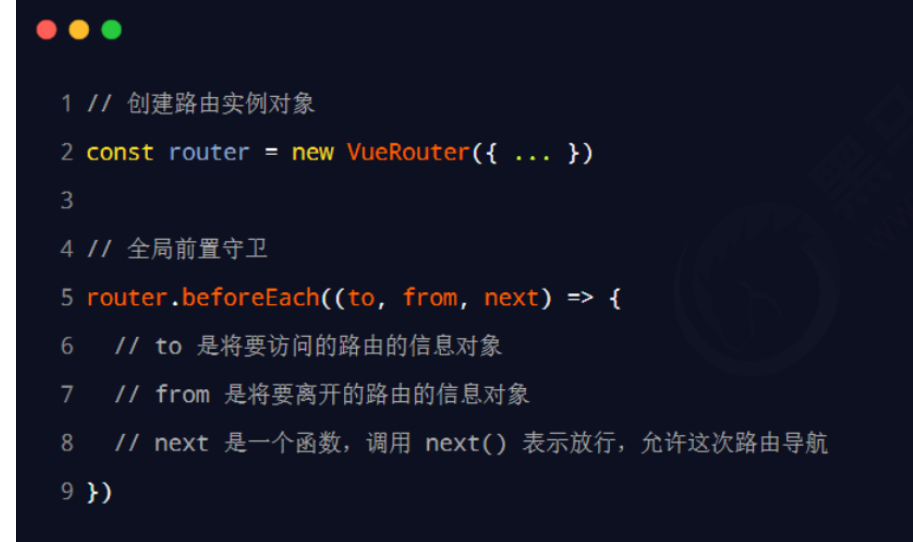 1 // 创建路由实例对象
2 const router = new VueRouter({ ... })
3
4 // 全局前置守卫
5 router.beforeEach((to, from, next) => {
6   // to 是将要访问的路由的信息对象
7   // from 是将要离开的路由的信息对象
8   // next 是一个函数，调用 next() 表示放行，允许这次路由导航
9 })